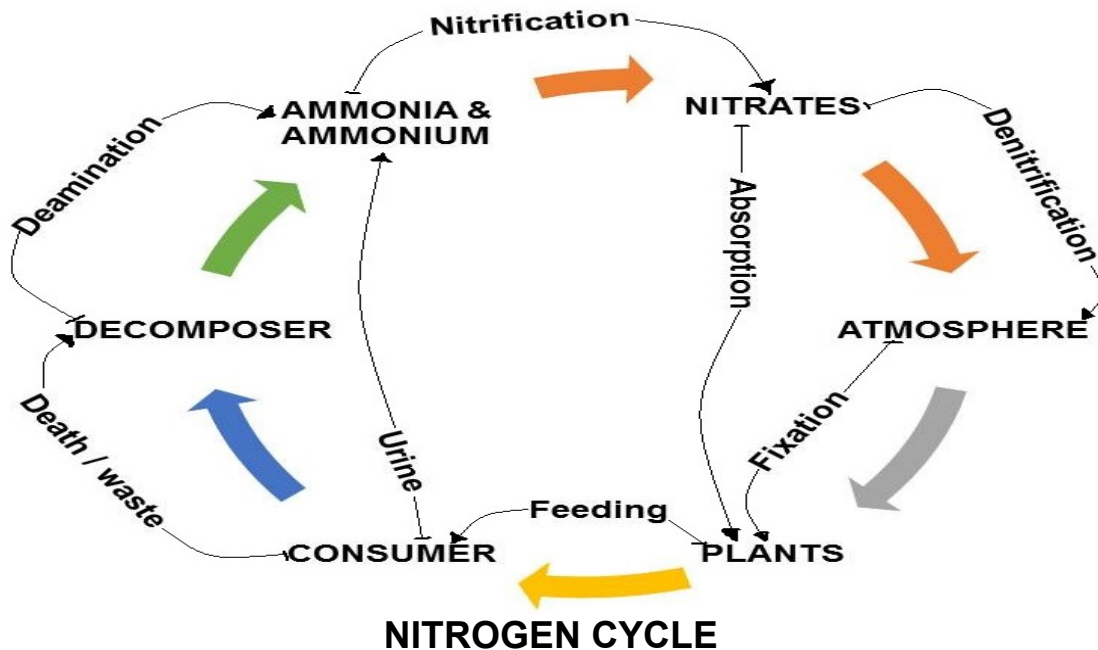 Nitrification
AMMONIA &
AMMONIUM
NITRATES
Deamination
Absorption
Denitrification
DECOMPOSER
ATMOSPHERE
Death / waste
Urine
Fixation
Feeding
CONSUMER
PLANTS
NITROGEN CYCLE